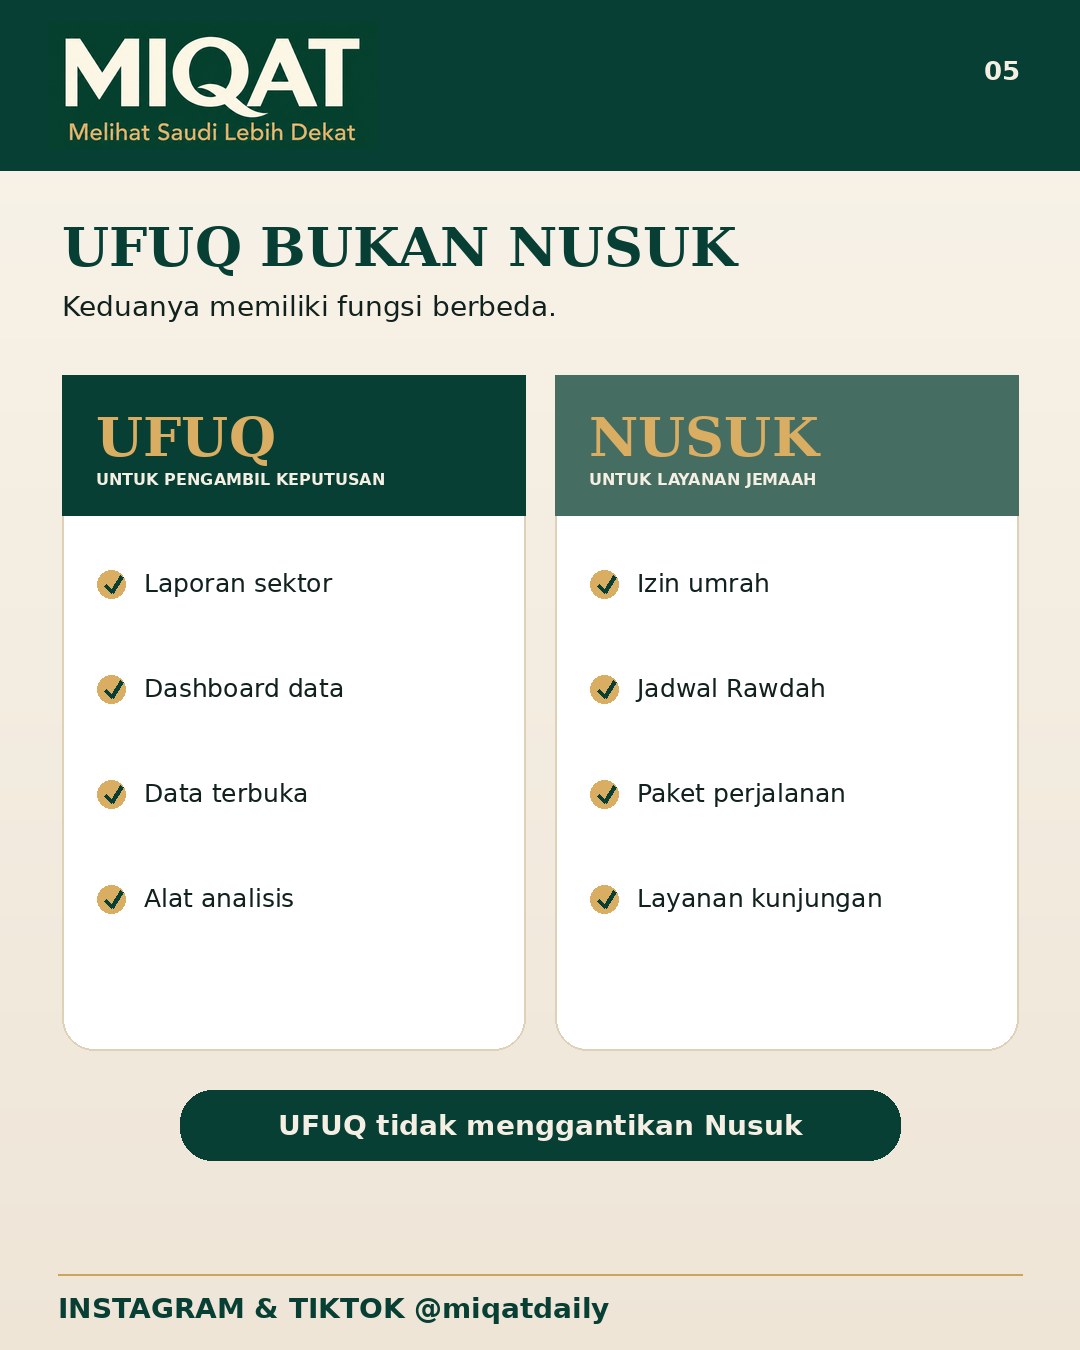 MIQAT
Melihat Saudi Lebih Dekat
05
UFUQ BUKAN NUSUK
Keduanya memiliki fungsi berbeda.
UFUQ
UNTUK PENGAMBIL KEPUTUSAN
Laporan sektor
Dashboard data
Data terbuka
Alat analisis
NUSUK
UNTUK LAYANAN JEMAAH
Izin umrah
Jadwal Rawdah
Paket perjalanan
Layanan kunjungan
UFUQ tidak menggantikan Nusuk
INSTAGRAM & TIKTOK @miqatdaily